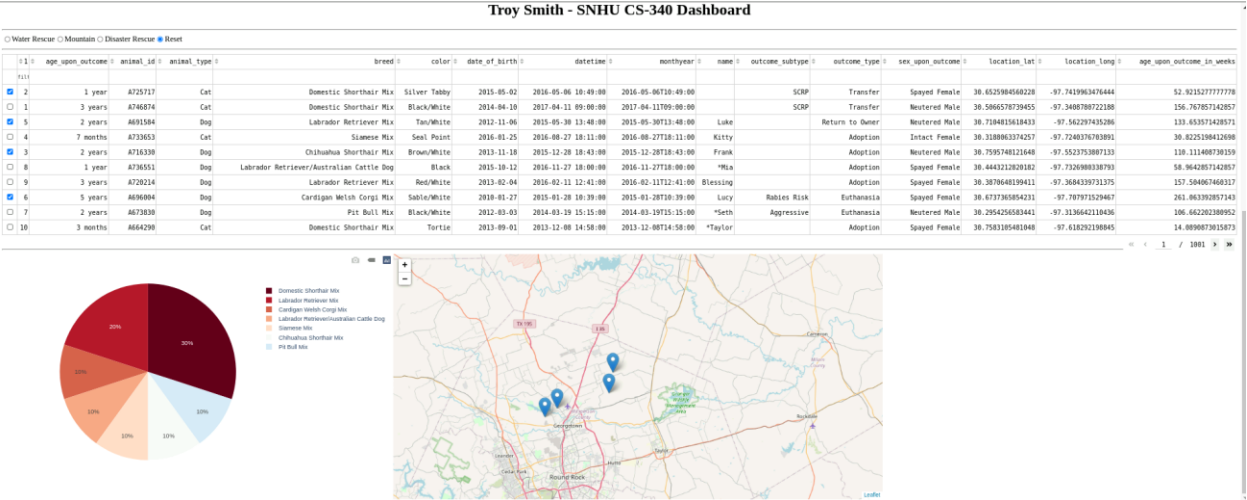 Troy Smith - SNHU CS-340 Dashboard
Water Rescue Mountain Disaster Rescue Reset
1 age_upon_outcome animal_id animal_type breed color date_of_birth datetime monthyear name outcome_subtype outcome_type sex_upon_outcome location_lat location_long age_upon_outcome_in_weeks
2 1 year A725717 Cat Domestic Shorthair Mix Silver Tabby 2015-05-02 2016-05-06 10:49:00 2016-05-06T10:49:00 SCRP Transfer Spayed Female 30.6525984560228 -97.7419963476444 52.9215277777778
1 3 years A746874 Cat Domestic Shorthair Mix Black/White 2014-04-10 2017-04-11 09:00:00 2017-04-11T09:00:00 SCRP Transfer Neutered Male 30.5066578739455 -97.3408780722188 156.767857142857
5 2 years A691584 Dog Labrador Retriever Mix Tan/White 2012-11-06 2015-05-30 13:48:00 2015-05-30T13:48:00 Luke Return to Owner Neutered Male 30.7104815618433 -97.562297435286 133.653571428571
4 7 months A733653 Cat Siamese Mix Seal Point 2016-01-25 2016-08-27 18:11:00 2016-08-27T18:11:00 Kitty Adoption Intact Female 30.3188063374257 -97.7240376703891 30.8225198412698
3 2 years A716330 Dog Chihuahua Shorthair Mix Brown/White 2013-11-18 2015-12-28 18:43:00 2015-12-28T18:43:00 Frank Adoption Neutered Male 30.7595748121648 -97.5523753807133 110.111408730159
8 1 year A736551 Dog Labrador Retriever/Australian Cattle Dog Black 2015-10-12 2016-11-27 18:00:00 2016-11-27T18:00:00 *Mia Adoption Spayed Female 30.4443212820182 -97.7326980338793 58.9642857142857
9 3 years A720214 Dog Labrador Retriever Mix Red/White 2013-02-04 2016-02-11 12:41:00 2016-02-11T12:41:00 Blessing Adoption Spayed Female 30.3870648199411 -97.3684339731375 157.504067460317
6 5 years A696004 Dog Cardigan Welsh Corgi Mix Sable/White 2010-01-27 2015-01-28 10:39:00 2015-01-28T10:39:00 Lucy Rabies Risk Euthanasia Spayed Female 30.6737365854231 -97.707971529467 261.063392857143
7 2 years A673830 Dog Pit Bull Mix Black/White 2012-03-03 2014-03-19 15:15:00 2014-03-19T15:15:00 *Seth Aggressive Euthanasia Neutered Male 30.2954256583441 -97.3136642110436 106.662202380952
10 3 months A664290 Cat Domestic Shorthair Mix Tortie 2013-09-01 2013-12-08 14:58:00 2013-12-08T14:58:00 *Taylor Adoption Spayed Female 30.7583105481048 -97.618292198845 14.0890873015873
1 / 1001
Domestic Shorthair Mix
Labrador Retriever Mix
Cardigan Welsh Corgi Mix
Labrador Retriever/Australian Cattle Dog
Siamese Mix
Chihuahua Shorthair Mix
Pit Bull Mix
30%
20%
10%
10%
10%
10%
10%
+
−
TX 195
I 35
Cameron
Rockdale
Georgetown
Taylor
Hutto
Leander
Cedar Park
Round Rock
Leaflet